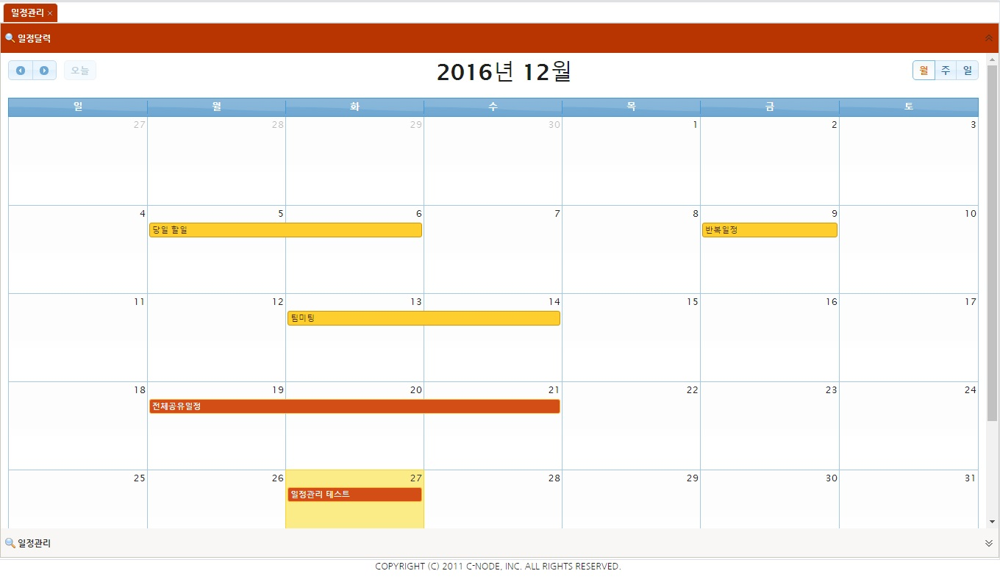 일정관리 ×
일정달력
오늘
2016년 12월
월 주 일
일 월 화 수 목 금 토
27 28 29 30 1 2 3
4 5 6 7 8 9 10
당일 할일 반복일정
11 12 13 14 15 16 17
팀미팅
18 19 20 21 22 23 24
전체공유일정
25 26 27 28 29 30 31
일정관리 테스트
일정관리
COPYRIGHT (C) 2011 C-NODE, INC. ALL RIGHTS RESERVED.